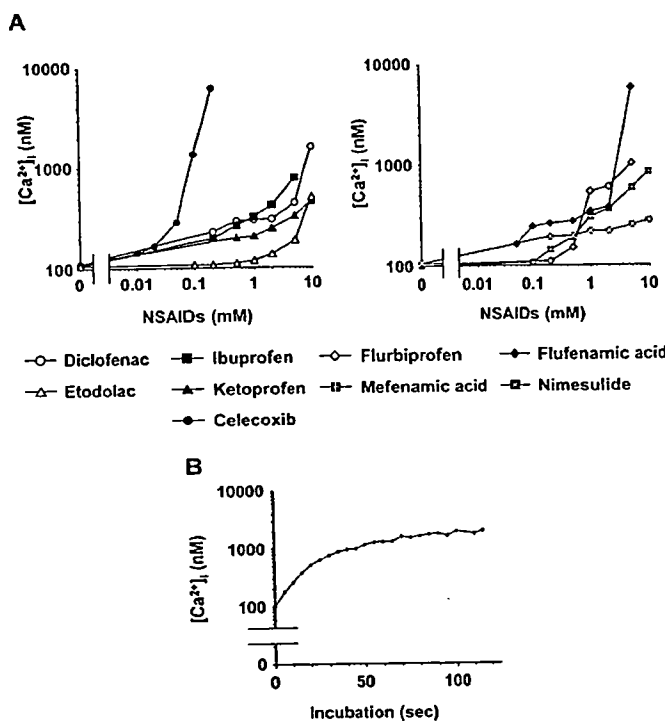 A
10000
1000
100
[Ca²⁺]i (nM)
0 0.01 0.1 1 10
NSAIDs (mM)
10000
1000
100
[Ca²⁺]i (nM)
0 0.01 0.1 1 10
NSAIDs (mM)
Diclofenac Ibuprofen Flurbiprofen Flufenamic acid
Etodolac Ketoprofen Mefenamic acid Nimesulide
Celecoxib
B
10000
1000
100
0
[Ca²⁺]i (nM)
0 50 100
Incubation (sec)